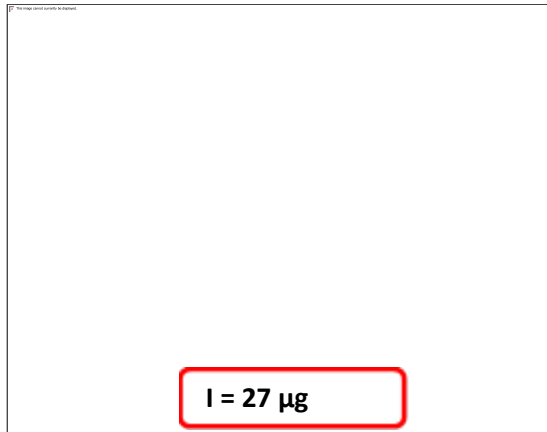 This image cannot currently be displayed.
I = 27 µg